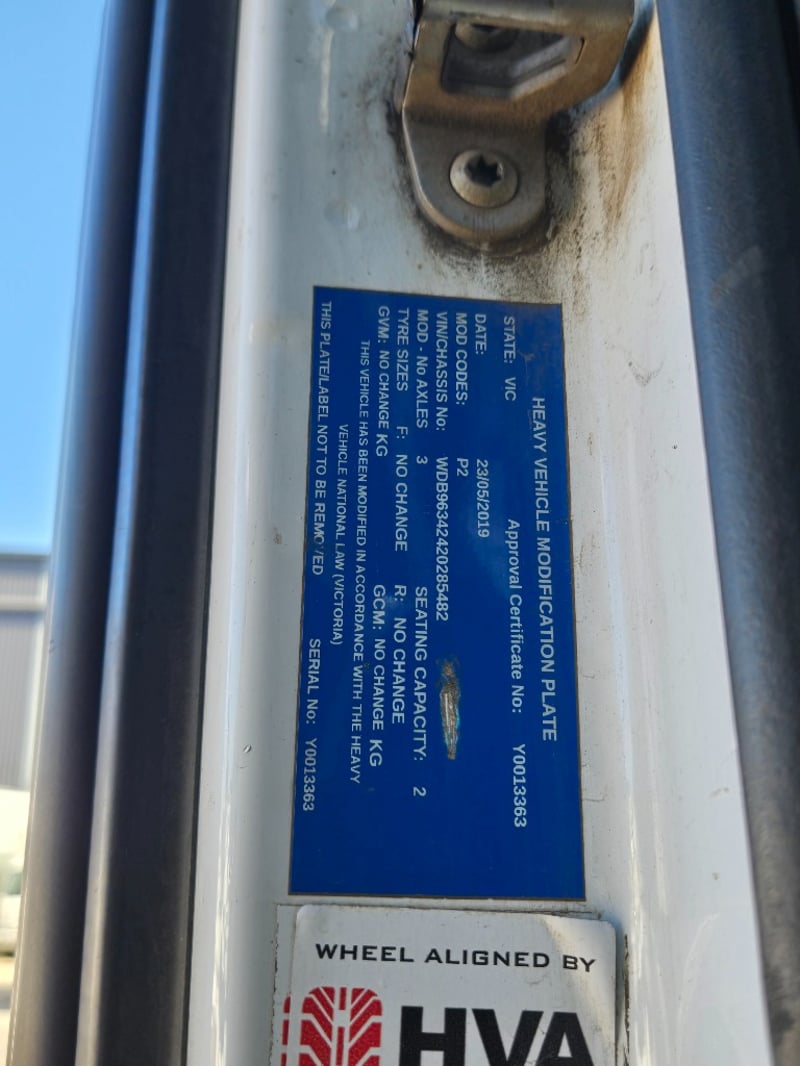 HEAVY VEHICLE MODIFICATION PLATE
STATE: VIC Approval Certificate No: Y0013363
DATE: 23/05/2019
MOD CODES: P2
VIN/CHASSIS No: WDB96342420285482
MOD - No AXLES 3 SEATING CAPACITY: 2
TYRE SIZES F: NO CHANGE R: NO CHANGE
GVM: NO CHANGE KG GCM: NO CHANGE KG
THIS VEHICLE HAS BEEN MODIFIED IN ACCORDANCE WITH THE HEAVY
VEHICLE NATIONAL LAW (VICTORIA)
THIS PLATE/LABEL NOT TO BE REMOVED SERIAL No: Y0013363
WHEEL ALIGNED BY
HVA